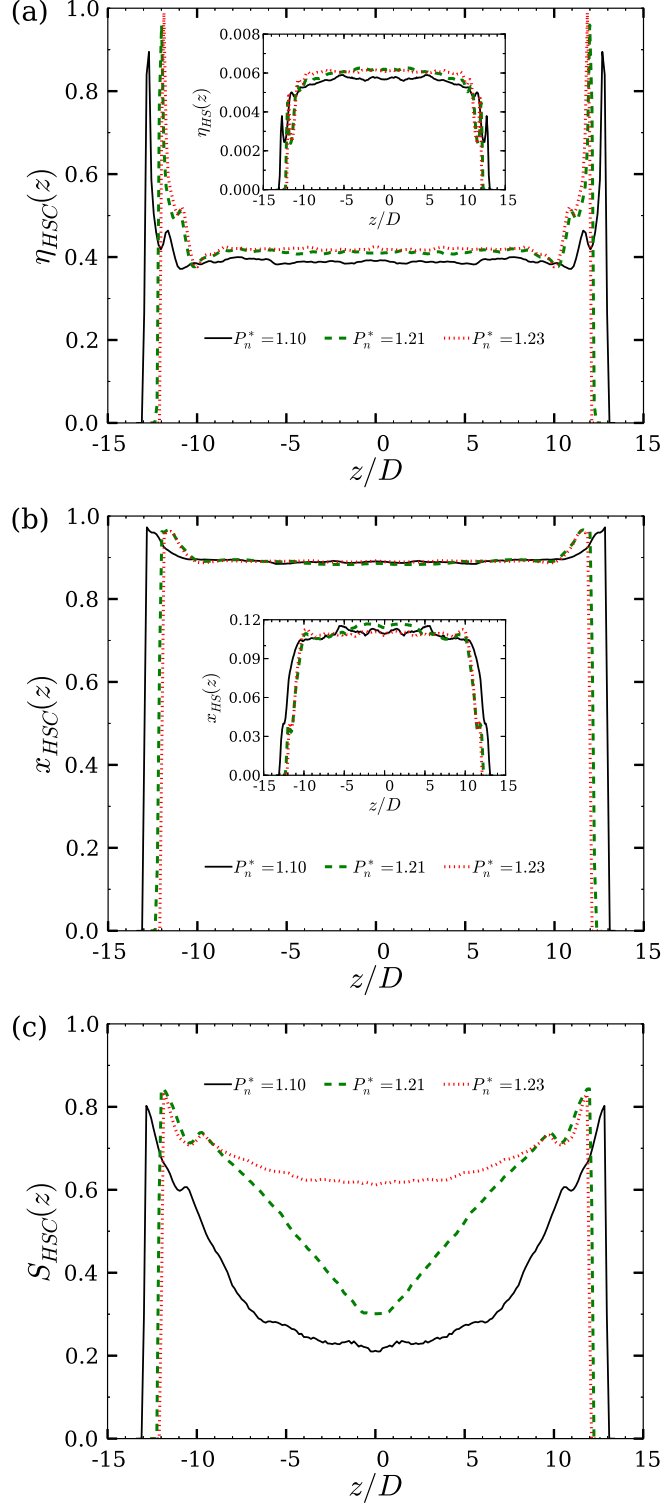 (a)
η_HSC(z)
1.0
0.8
0.6
0.4
0.2
0.0
η_HS(z)
0.008
0.006
0.004
0.002
0.000
-15 -10 -5 0 5 10 15
z/D
P_n^* =1.10 P_n^* =1.21 P_n^* =1.23
-15 -10 -5 0 5 10 15
z/D
(b)
x_HSC(z)
1.0
0.8
0.6
0.4
0.2
0.0
x_HS(z)
0.12
0.09
0.06
0.03
0.00
-15 -10 -5 0 5 10 15
z/D
P_n^* =1.10 P_n^* =1.21 P_n^* =1.23
-15 -10 -5 0 5 10 15
z/D
(c)
S_HSC(z)
1.0
0.8
0.6
0.4
0.2
0.0
P_n^* =1.10 P_n^* =1.21 P_n^* =1.23
-15 -10 -5 0 5 10 15
z/D